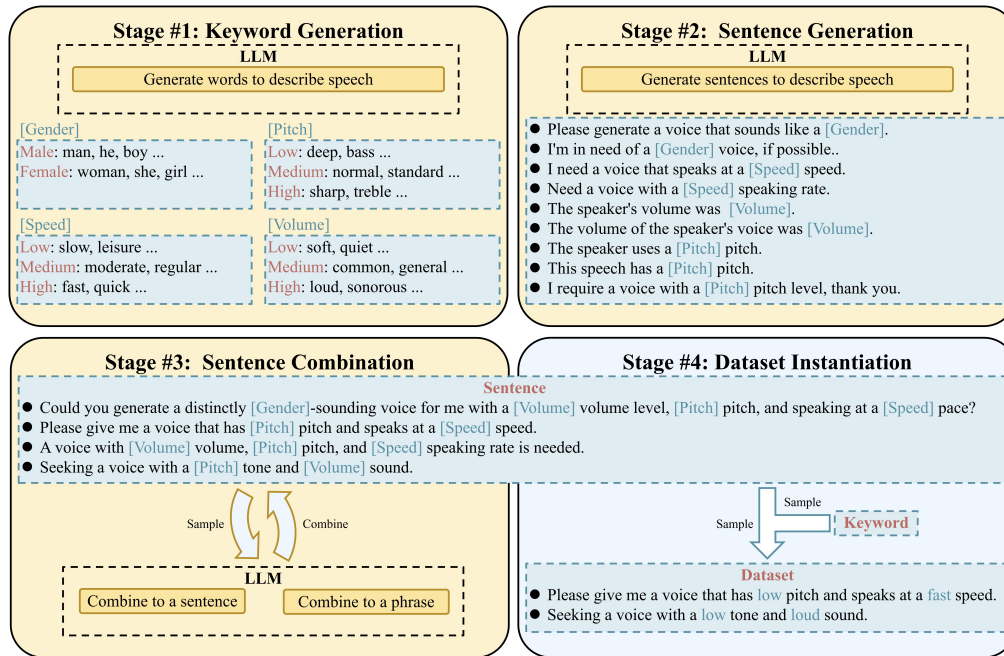 Stage #1: Keyword Generation
LLM
Generate words to describe speech
[Gender]
Male: man, he, boy ...
Female: woman, she, girl ...
[Pitch]
Low: deep, bass ...
Medium: normal, standard ...
High: sharp, treble ...
[Speed]
Low: slow, leisure ...
Medium: moderate, regular ...
High: fast, quick ...
[Volume]
Low: soft, quiet ...
Medium: common, general ...
High: loud, sonorous ...
Stage #2: Sentence Generation
LLM
Generate sentences to describe speech
● Please generate a voice that sounds like a [Gender].
● I'm in need of a [Gender] voice, if possible..
● I need a voice that speaks at a [Speed] speed.
● Need a voice with a [Speed] speaking rate.
● The speaker's volume was [Volume].
● The volume of the speaker's voice was [Volume].
● The speaker uses a [Pitch] pitch.
● This speech has a [Pitch] pitch.
● I require a voice with a [Pitch] pitch level, thank you.
Stage #3: Sentence Combination
Stage #4: Dataset Instantiation
Sentence
● Could you generate a distinctly [Gender]-sounding voice for me with a [Volume] volume level, [Pitch] pitch, and speaking at a [Speed] pace?
● Please give me a voice that has [Pitch] pitch and speaks at a [Speed] speed.
● A voice with [Volume] volume, [Pitch] pitch, and [Speed] speaking rate is needed.
● Seeking a voice with a [Pitch] tone and [Volume] sound.
Sample
Combine
LLM
Combine to a sentence
Combine to a phrase
Sample
Sample
Keyword
Dataset
● Please give me a voice that has low pitch and speaks at a fast speed.
● Seeking a voice with a low tone and loud sound.